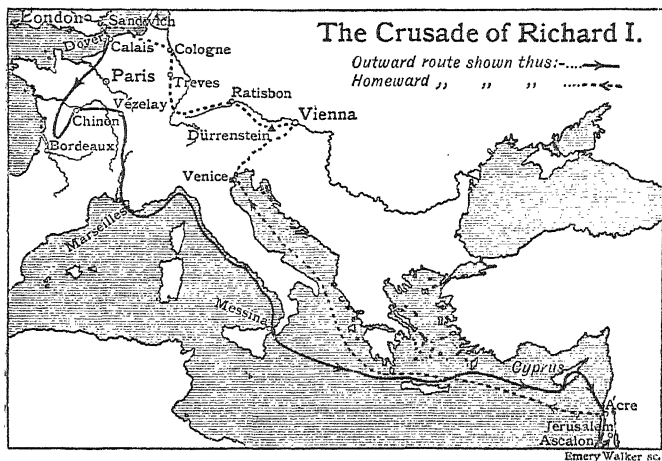 The Crusade of Richard I.
Outward route shown thus:-....
Homeward ,, ,, ,, ....
London
Sandwich
Dover
Calais
Cologne
Paris
Treves
Ratisbon
Vezelay
Vienna
Chinon
Dürrenstein
Bordeaux
Venice
Marseilles
Messina
Cyprus
Acre
Jerusalem
Ascalon
Emery Walker sc.